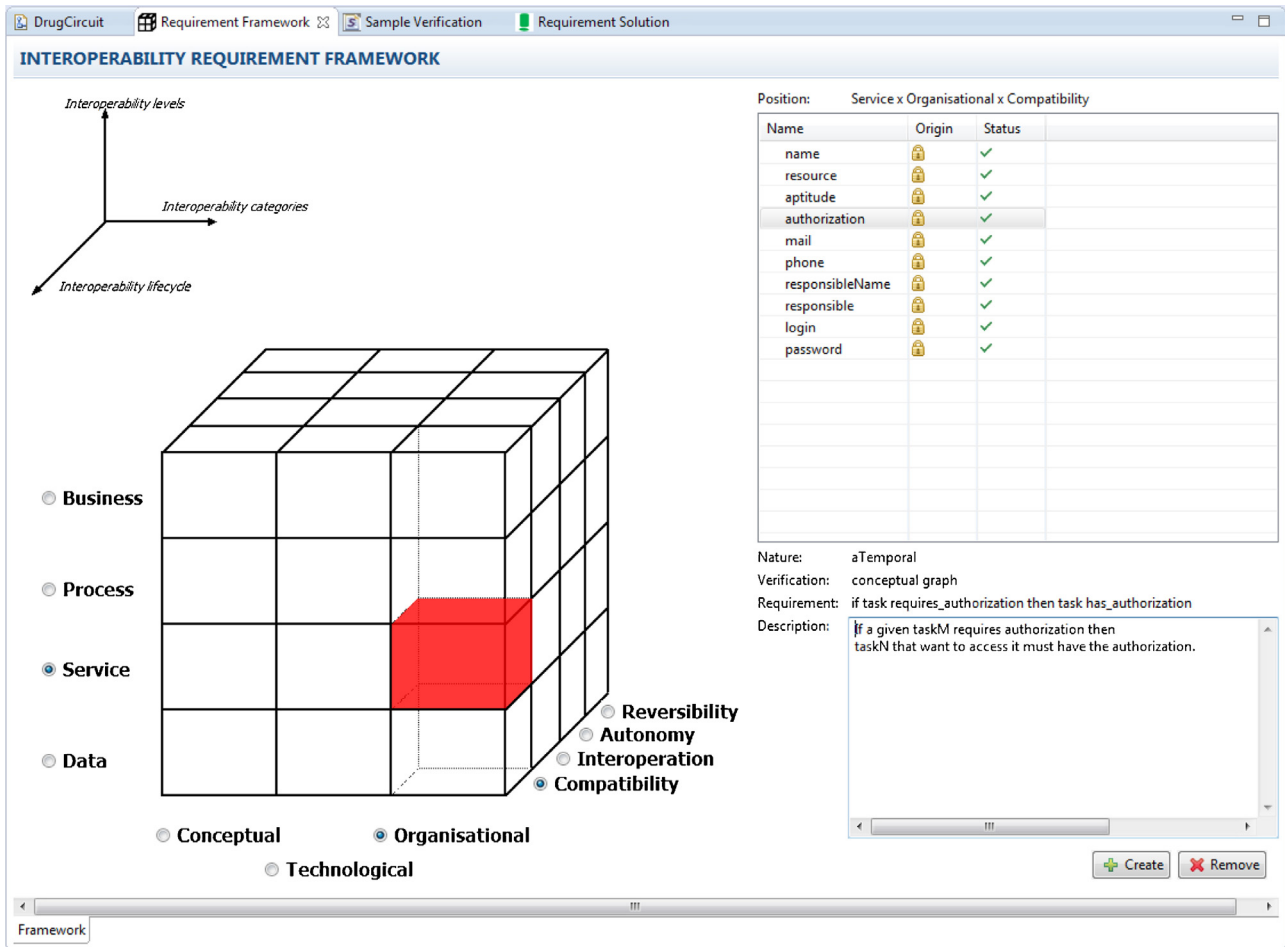 DrugCircuit
Requirement Framework
Sample Verification
Requirement Solution
INTEROPERABILITY REQUIREMENT FRAMEWORK
Interoperability levels
Interoperability categories
Interoperability lifecycle
Business
Process
Service
Data
Reversibility
Autonomy
Interoperation
Compatibility
Conceptual
Organisational
Technological
Position: Service x Organisational x Compatibility
Name Origin Status
name
resource
aptitude
authorization
mail
phone
responsibleName
responsible
login
password
Nature: aTemporal
Verification: conceptual graph
Requirement: if task requires_authorization then task has_authorization
Description: If a given taskM requires authorization then
taskN that want to access it must have the authorization.
Create Remove
Framework